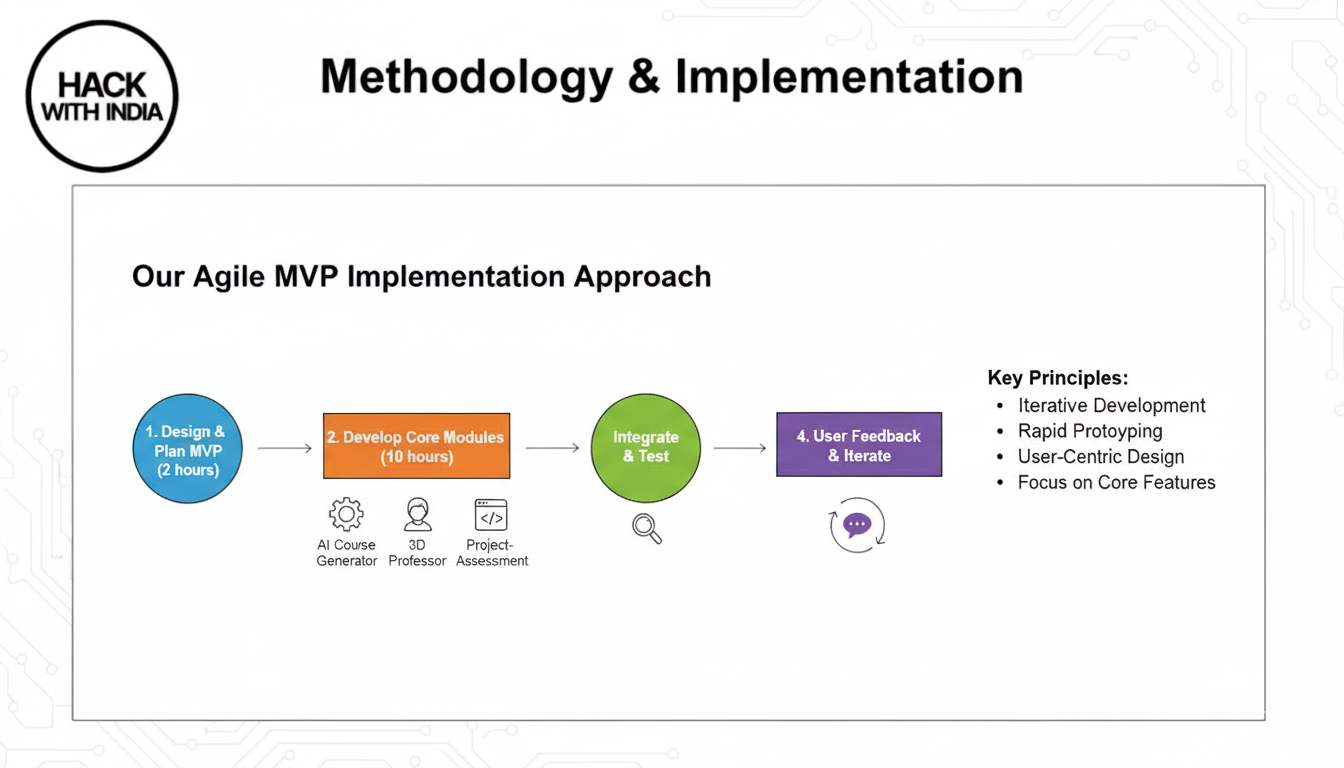 HACK
WITH INDIA
Methodology & Implementation
Our Agile MVP Implementation Approach
1. Design &
Plan MVP
(2 hours)
2. Develop Core Modules
(10 hours)
AI Course
Generator
3D
Professor
Project-
Assessment
Integrate
& Test
4. User Feedback
& Iterate
Key Principles:
• Iterative Development
• Rapid Protoyping
• User-Centric Design
• Focus on Core Features